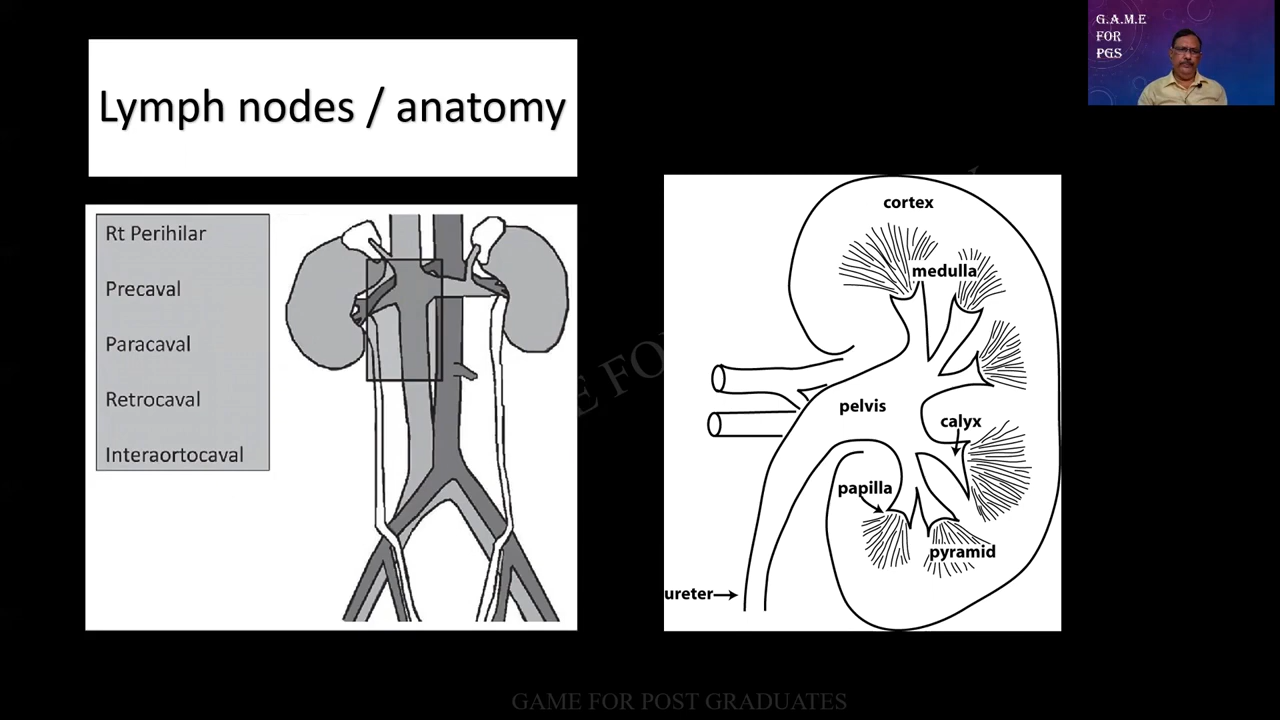 G.A.M.E
FOR
PGS
Lymph nodes / anatomy
Rt Perihilar
Precaval
Paracaval
Retrocaval
Interaortocaval
cortex
medulla
pelvis
calyx
papilla
pyramid
ureter
E FO
GAME FOR POST GRADUATES